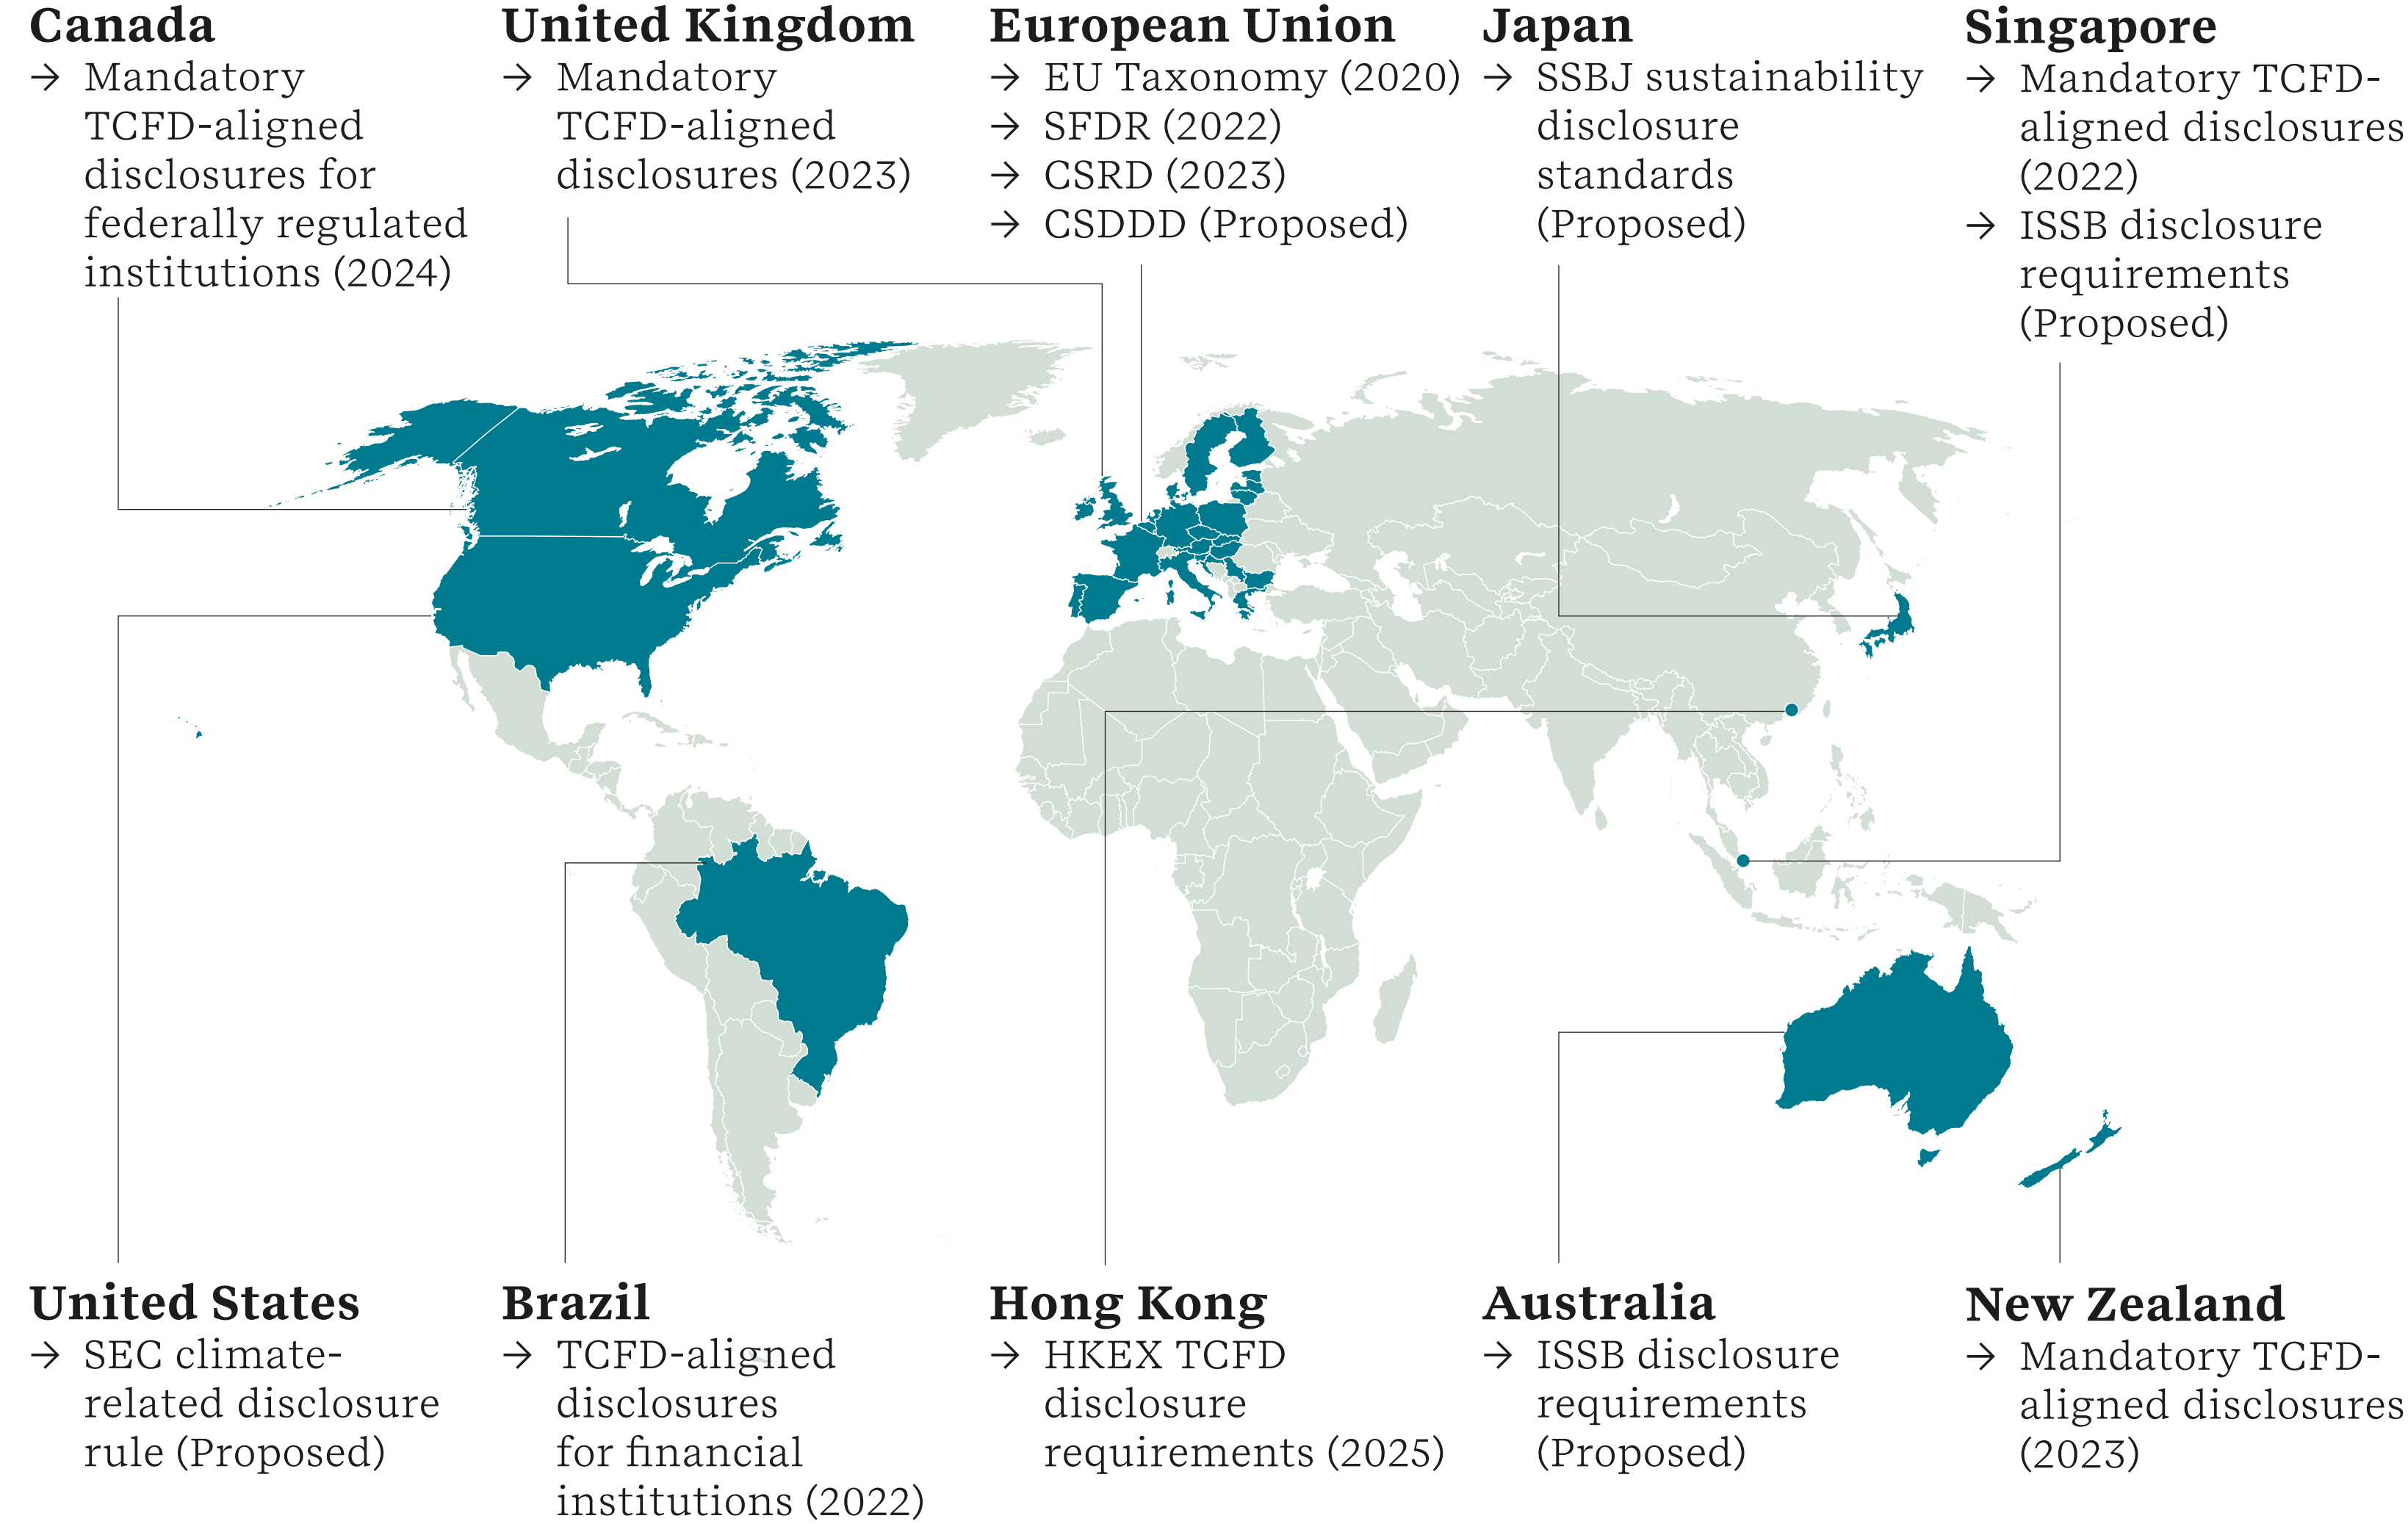 Canada
→ Mandatory
TCFD-aligned
disclosures for
federally regulated
institutions (2024)
United Kingdom
→ Mandatory
TCFD-aligned
disclosures (2023)
European Union
→ EU Taxonomy (2020)
→ SFDR (2022)
→ CSRD (2023)
→ CSDDD (Proposed)
Japan
→ SSBJ sustainability
disclosure
standards
(Proposed)
Singapore
→ Mandatory TCFD-
aligned disclosures
(2022)
→ ISSB disclosure
requirements
(Proposed)
United States
→ SEC climate-
related disclosure
rule (Proposed)
Brazil
→ TCFD-aligned
disclosures
for financial
institutions (2022)
Hong Kong
→ HKEX TCFD
disclosure
requirements (2025)
Australia
→ ISSB disclosure
requirements
(Proposed)
New Zealand
→ Mandatory TCFD-
aligned disclosures
(2023)